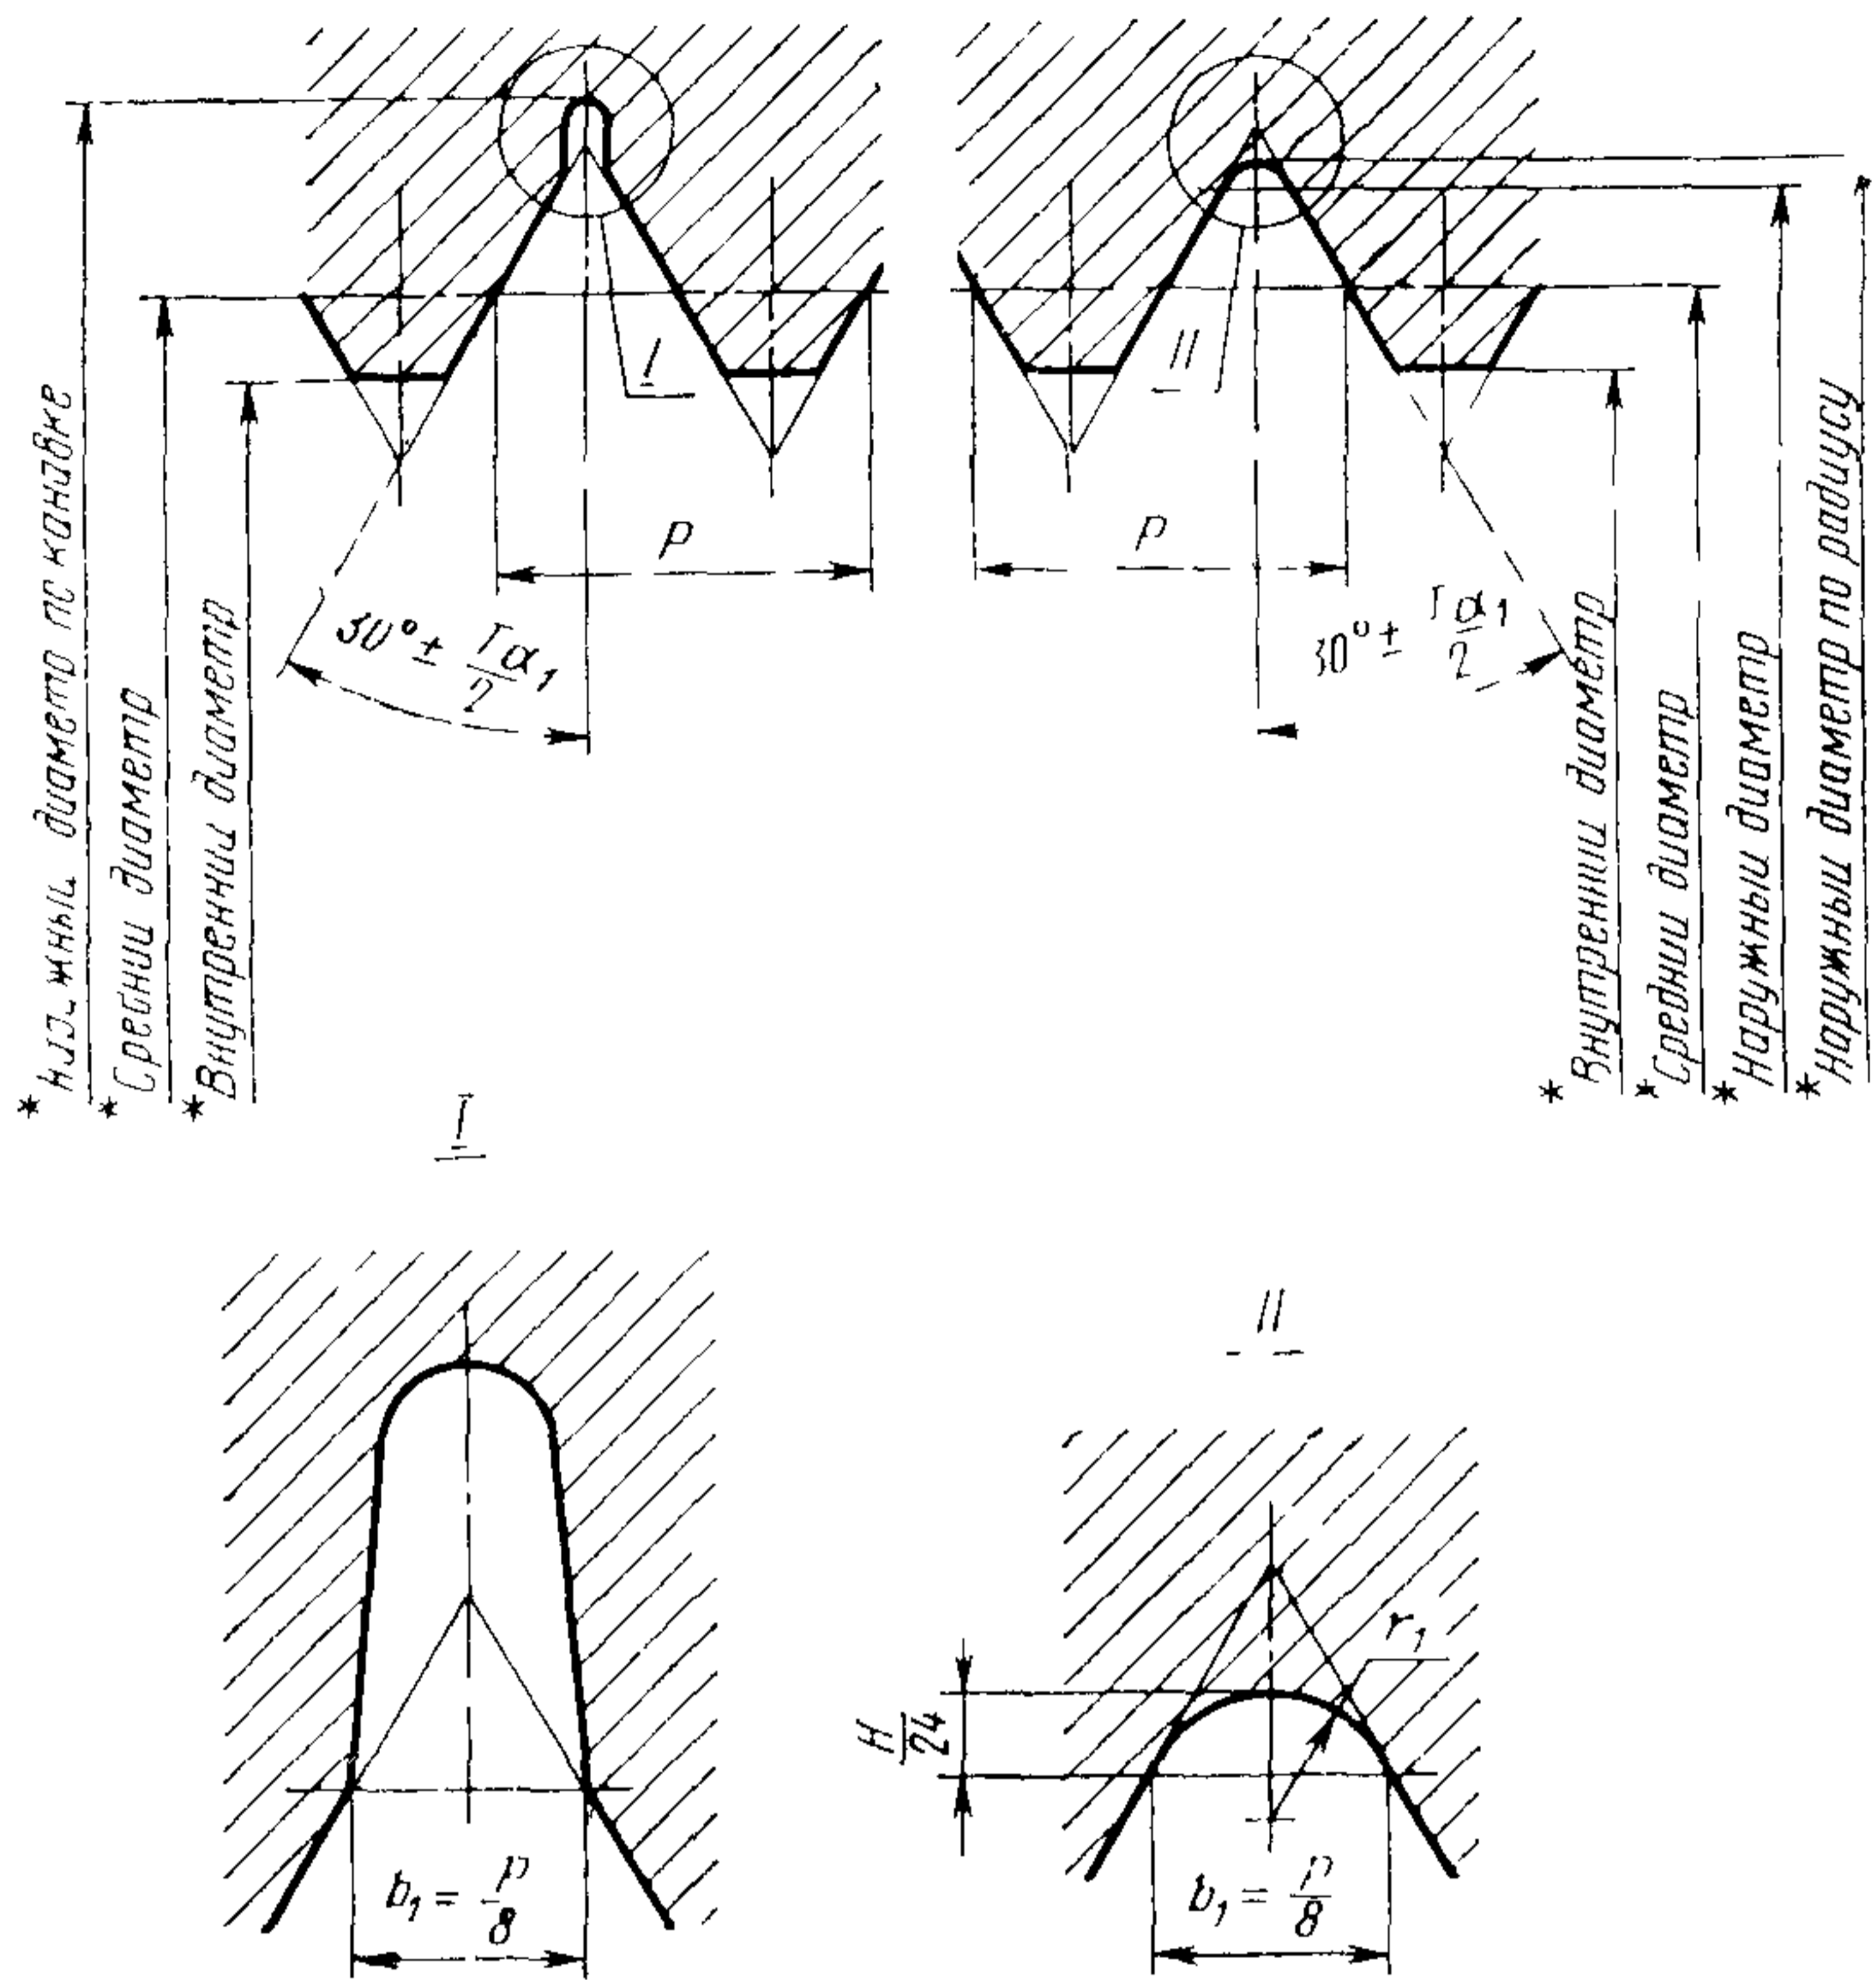 * диаметр по канавке
* Средний диаметр
* Внутренний диаметр
I
P
30° ± Tα₁/2
II
P
30° ± Tα₁/2
* Внутренний диаметр
* Средний диаметр
* Наружный диаметр
* Наружный диаметр по радиусу
I
b₁ = P/8
II
H/24
r₁
b₁ = P/8